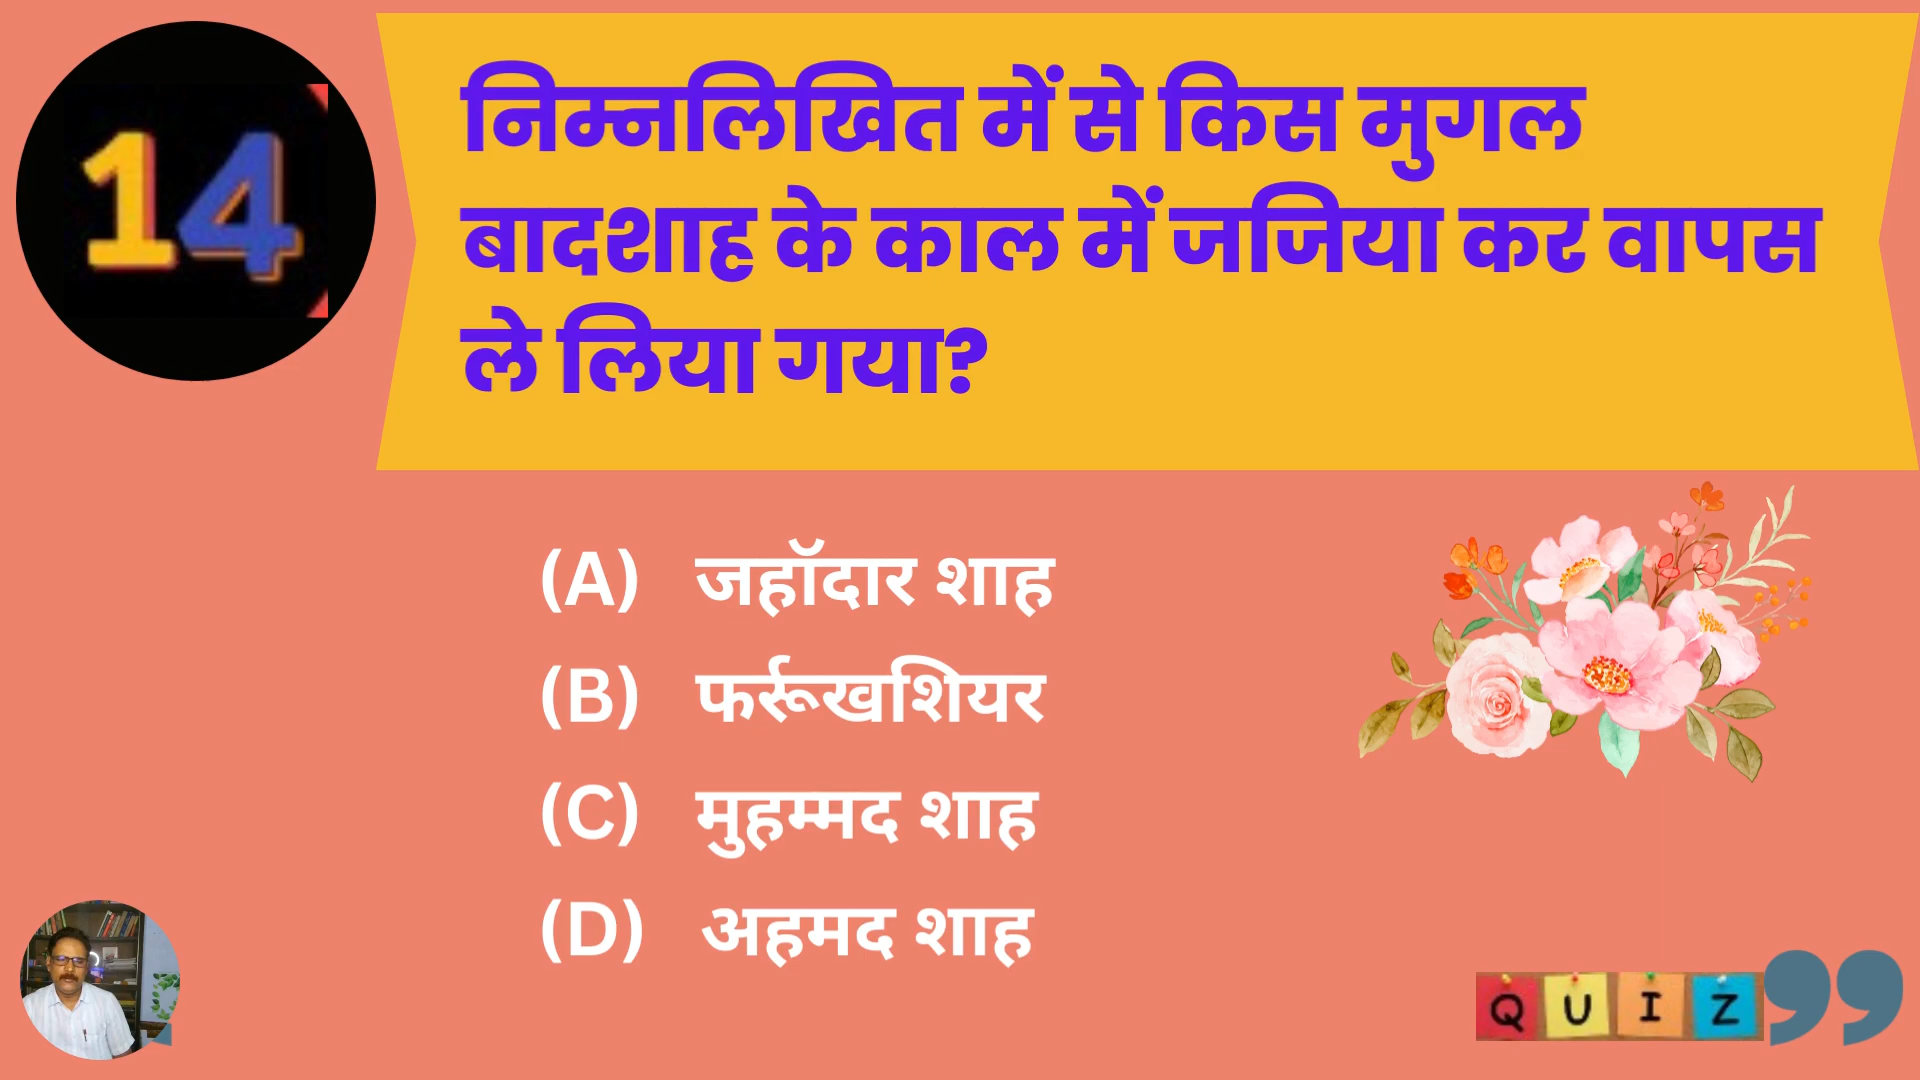 14
निम्नलिखित में से किस मुगल
बादशाह के काल में जजिया कर वापस
ले लिया गया?
(A) जहॉदार शाह
(B) फर्रूखशियर
(C) मुहम्मद शाह
(D) अहमद शाह
QUIZ